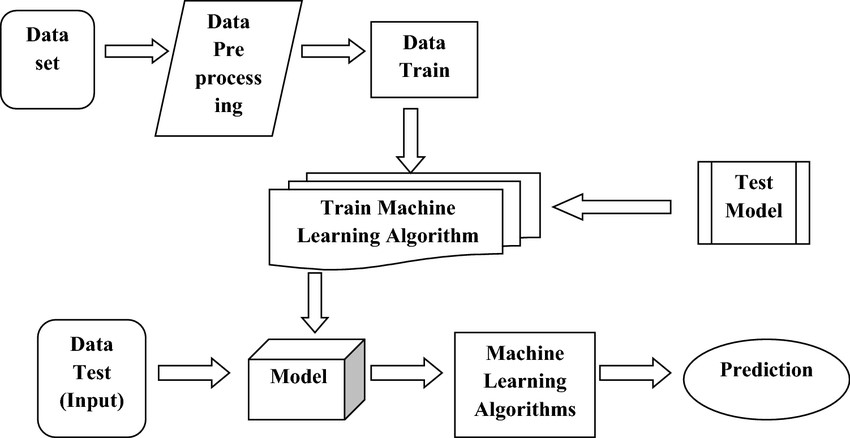 Data
set
Data
Pre
process
ing
Data
Train
Train Machine
Learning Algorithm
Test
Model
Data
Test
(Input)
Model
Machine
Learning
Algorithms
Prediction